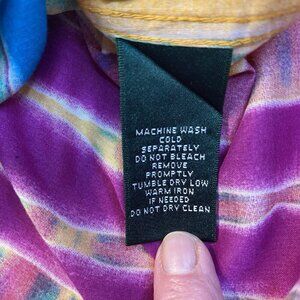 MACHINE WASH
COLD
SEPARATELY
DO NOT BLEACH
REMOVE
PROMPTLY
TUMBLE DRY LOW
WARM IRON
IF NEEDED
DO NOT DRY CLEAN